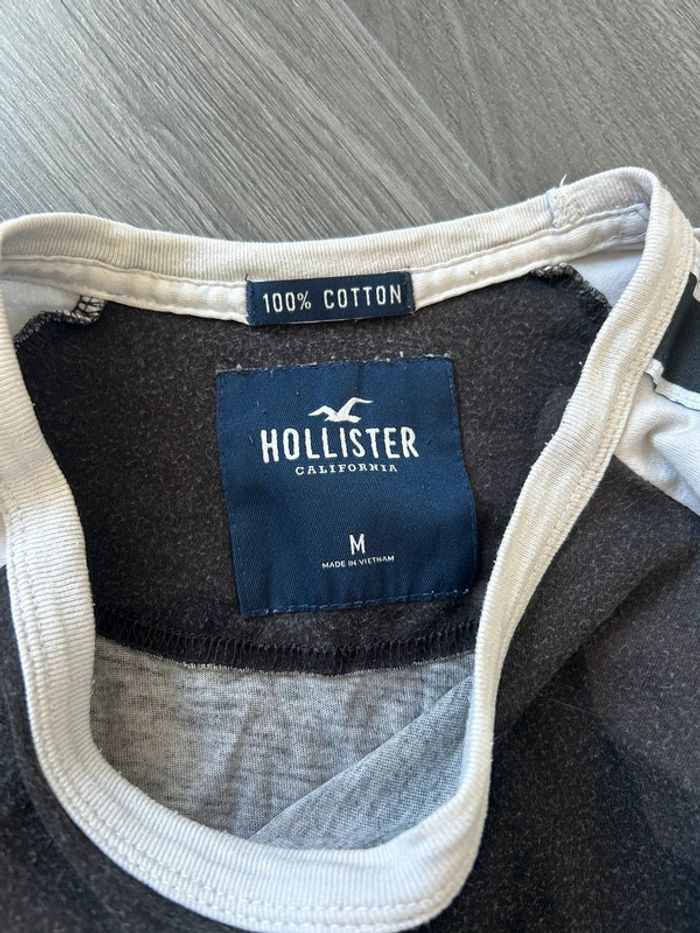 100% COTTON
HOLLISTER
CALIFORNIA
M
MADE IN VIETNAM